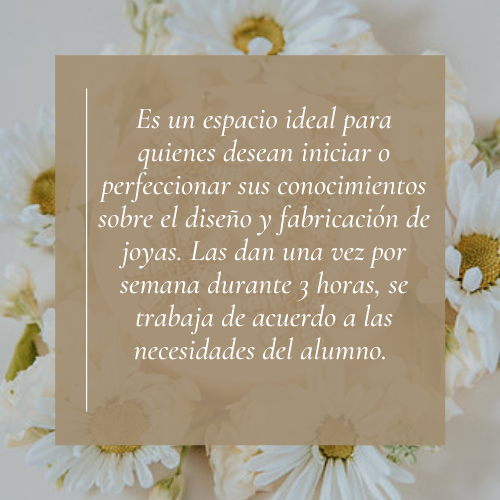 Es un espacio ideal para
quienes desean iniciar o
perfeccionar sus conocimientos
sobre el diseño y fabricación de
joyas. Las dan una vez por
semana durante 3 horas, se
trabaja de acuerdo a las
necesidades del alumno.